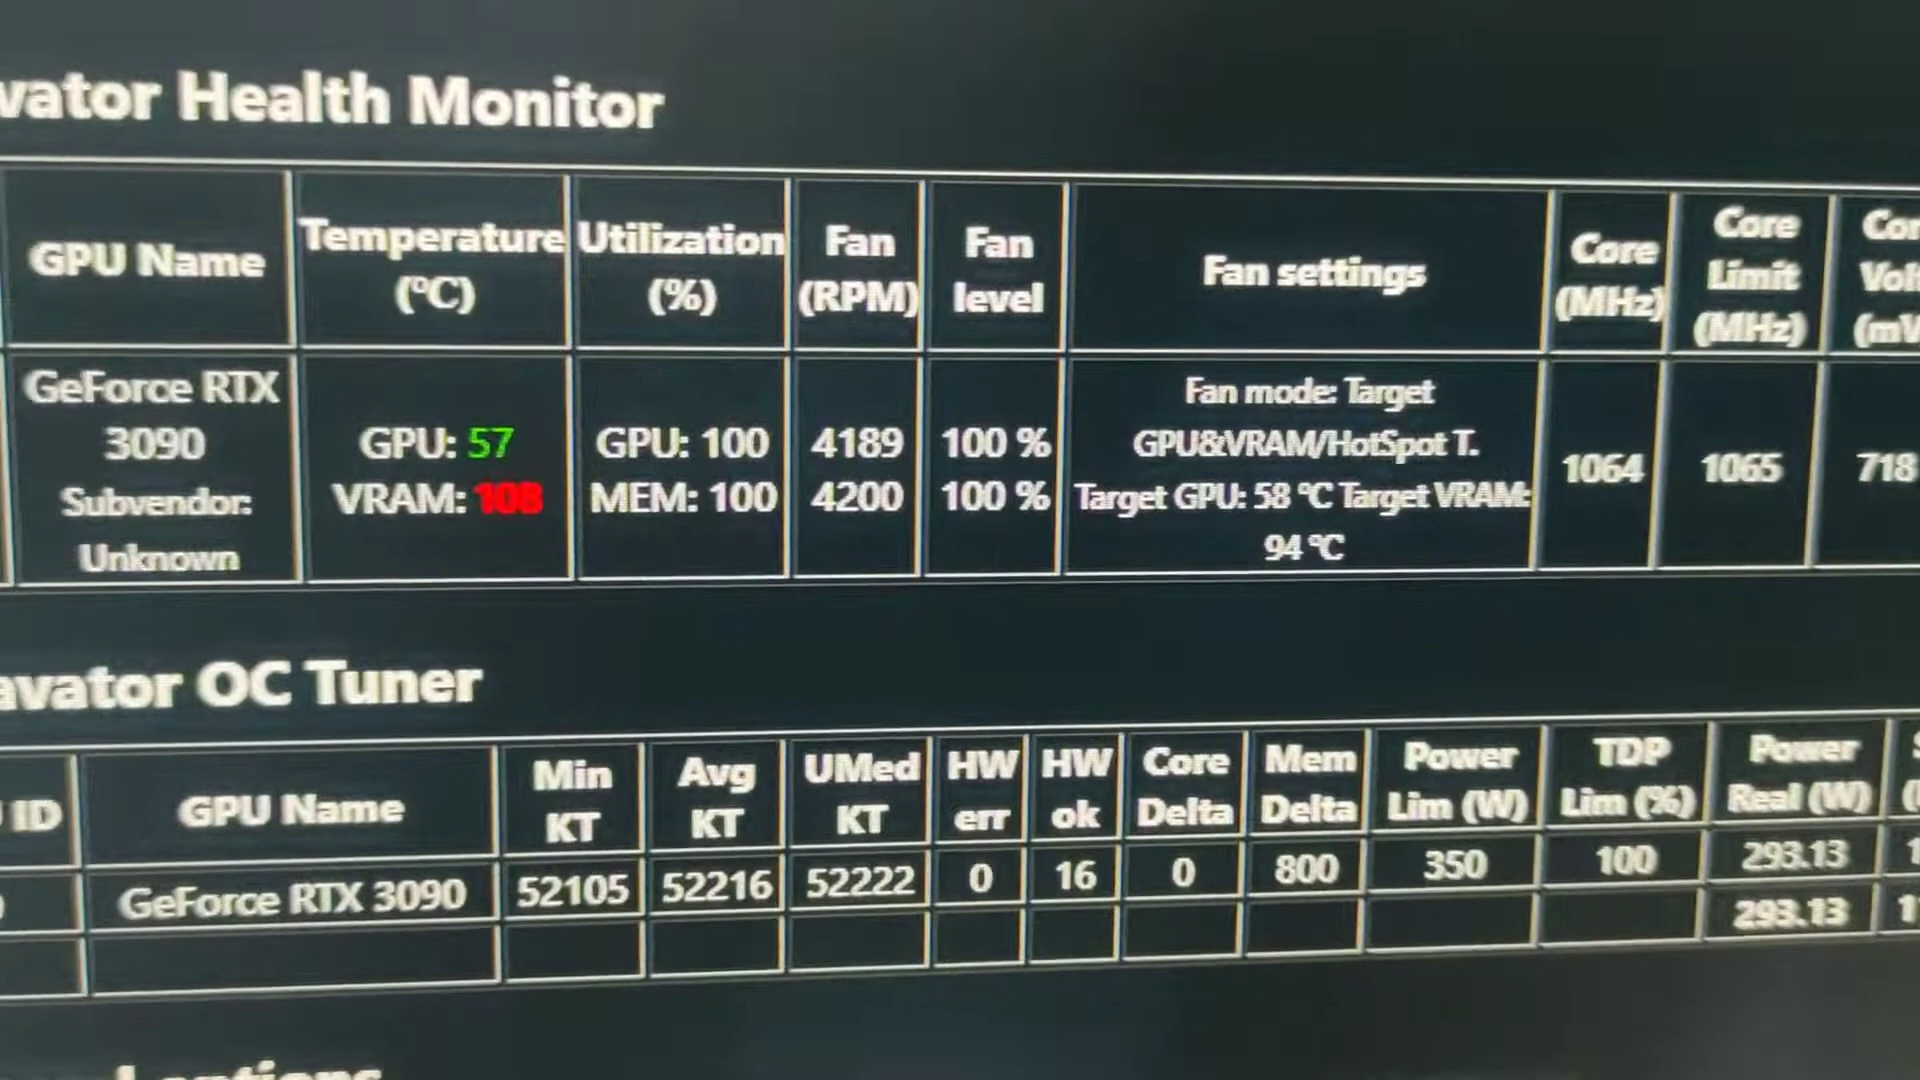 vator Health Monitor
GPU Name
Temperature
(°C)
Utilization
(%)
Fan
(RPM)
Fan
level
Fan settings
Core
(MHz)
Core
Limit
(MHz)
Cor
Volt
(mV
GeForce RTX
3090
Subvendor:
Unknown
GPU: 57
VRAM: 108
GPU: 100
MEM: 100
4189
4200
100 %
100 %
Fan mode: Target
GPU&VRAM/HotSpot T.
Target GPU: 58 °C Target VRAM:
94 °C
1064
1065
718
avator OC Tuner
ID
GPU Name
Min
KT
Avg
KT
UMed
KT
HW
err
HW
ok
Core
Delta
Mem
Delta
Power
Lim (W)
TDP
Lim (%)
Power
Real (W)
GeForce RTX 3090
52105
52216
52222
0
16
0
800
350
100
293.13
293.13